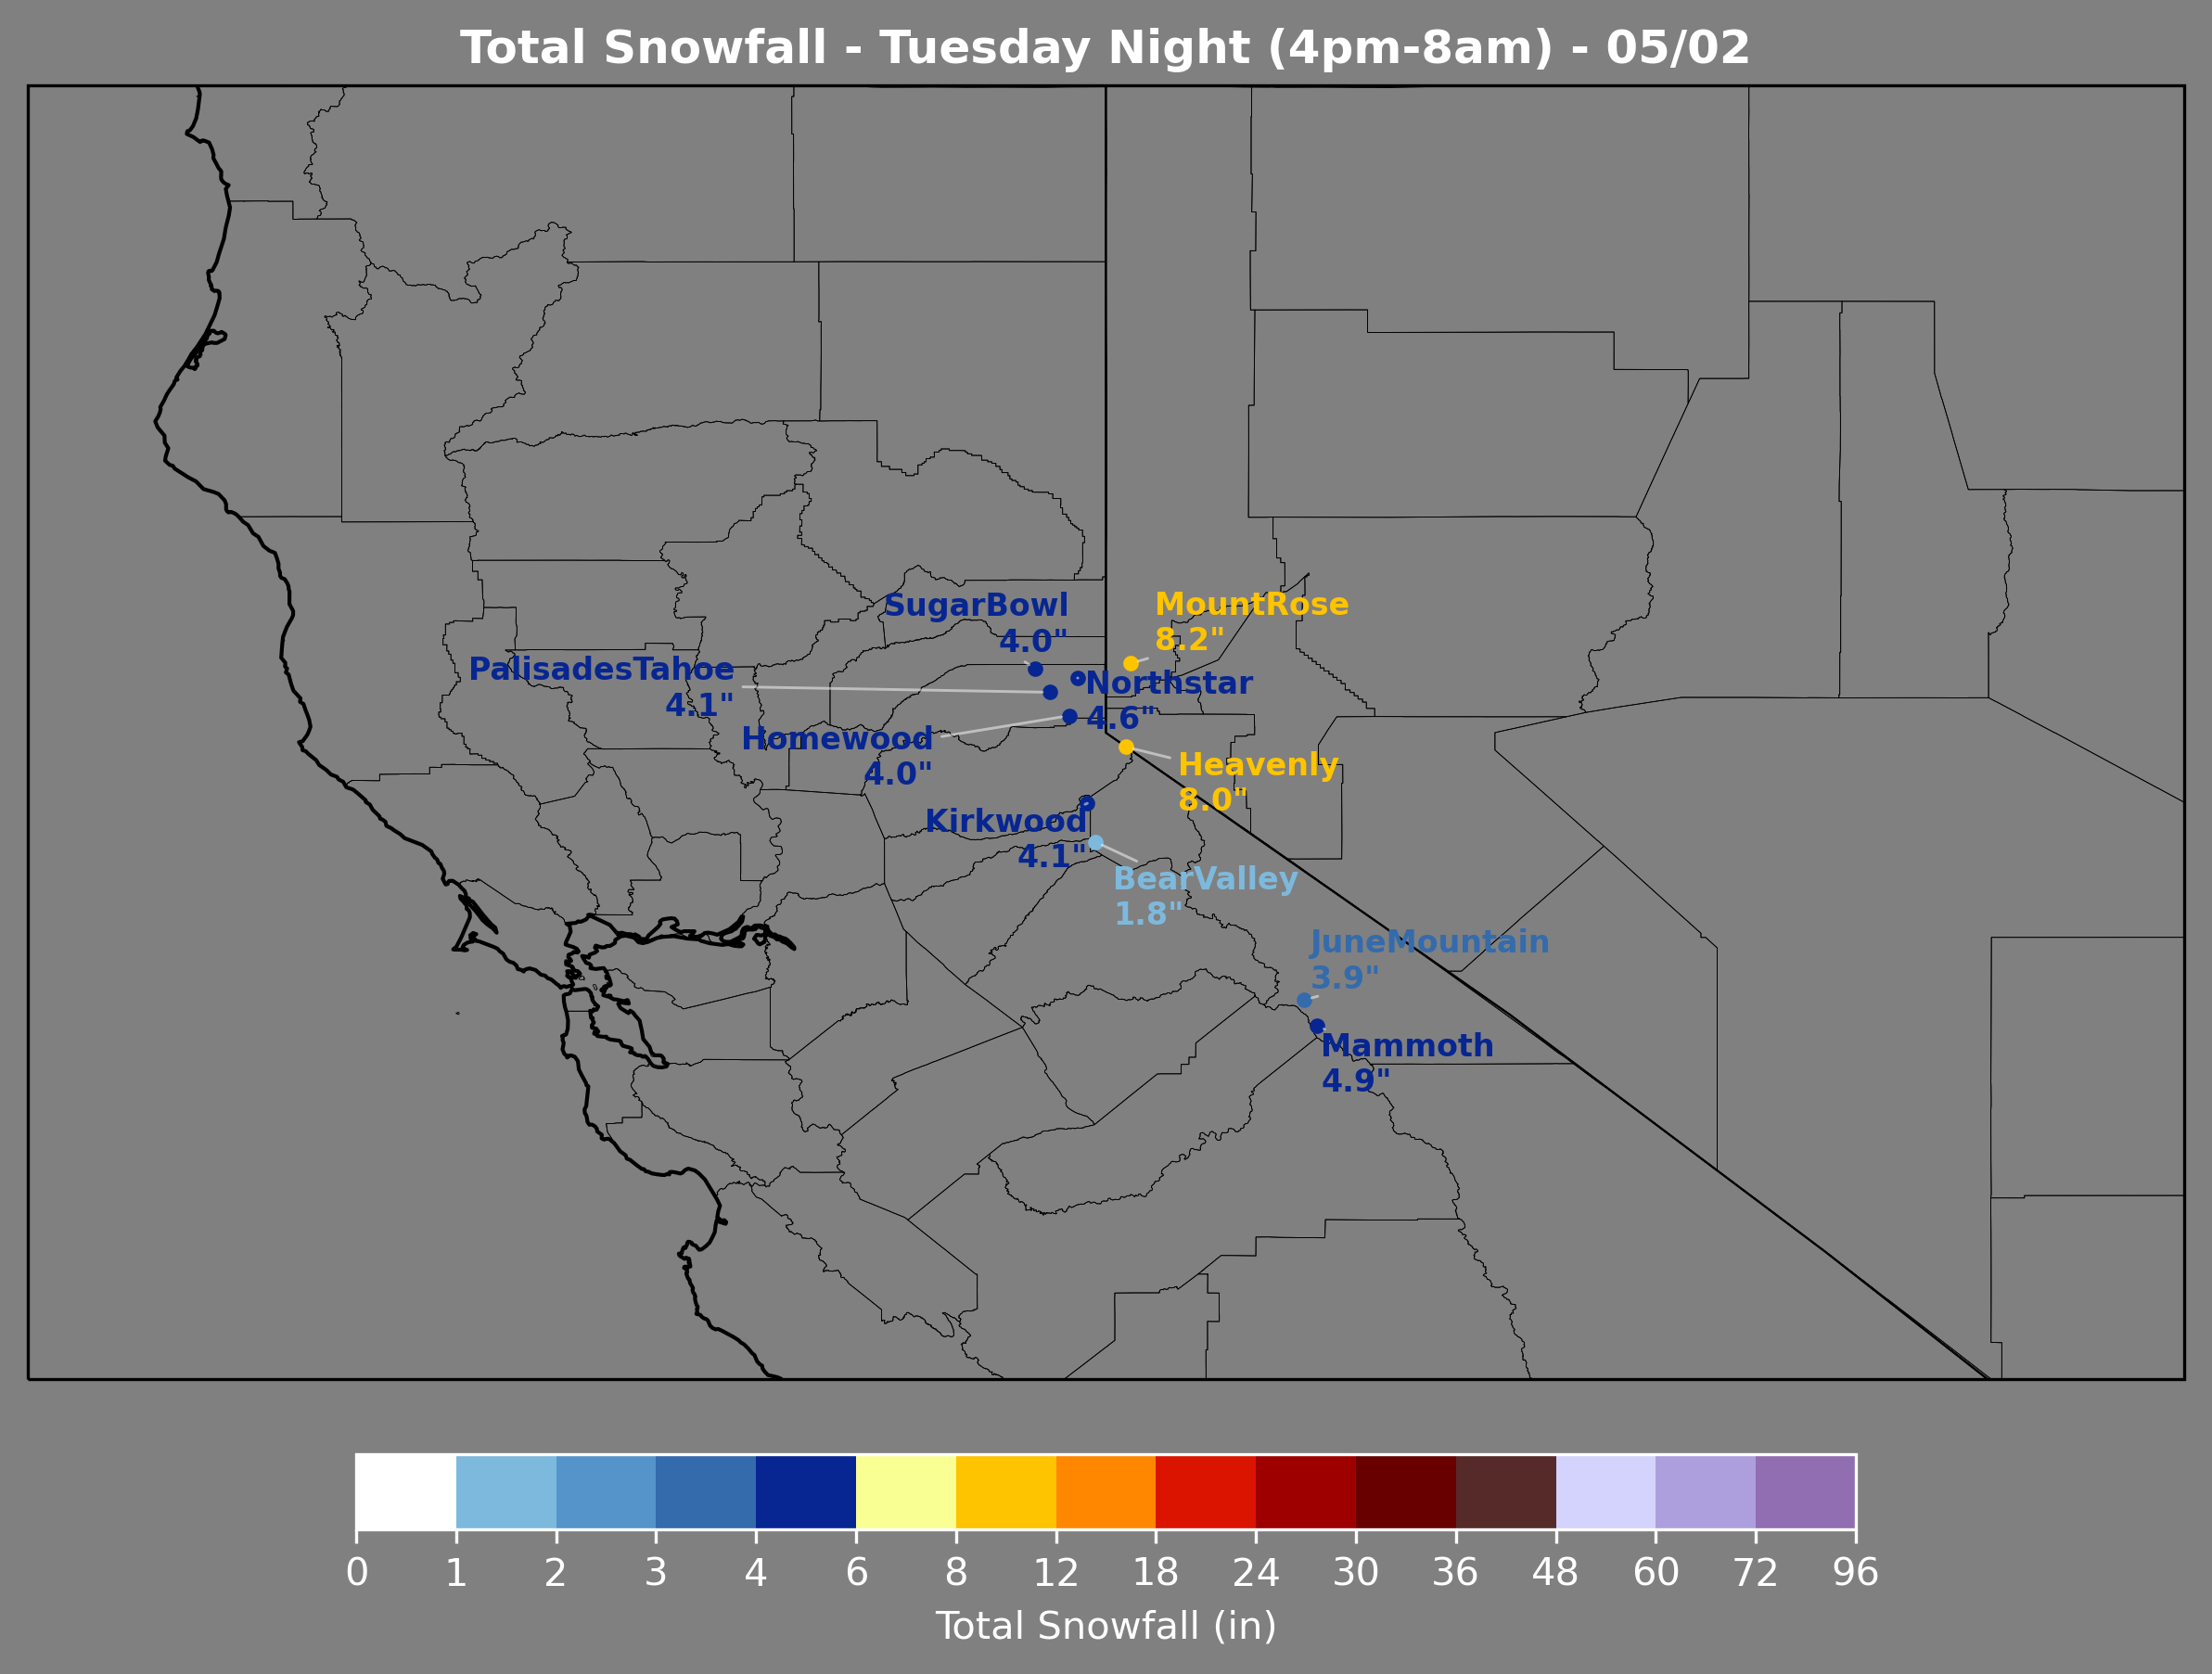 Total Snowfall - Tuesday Night (4pm-8am) - 05/02
SugarBowl
4.0"
MountRose
8.2"
PalisadesTahoe
4.1"
Northstar
4.6"
Homewood
4.0"
Heavenly
8.0"
Kirkwood
4.1"
BearValley
1.8"
JuneMountain
3.9"
Mammoth
4.9"
0 1 2 3 4 6 8 12 18 24 30 36 48 60 72 96
Total Snowfall (in)